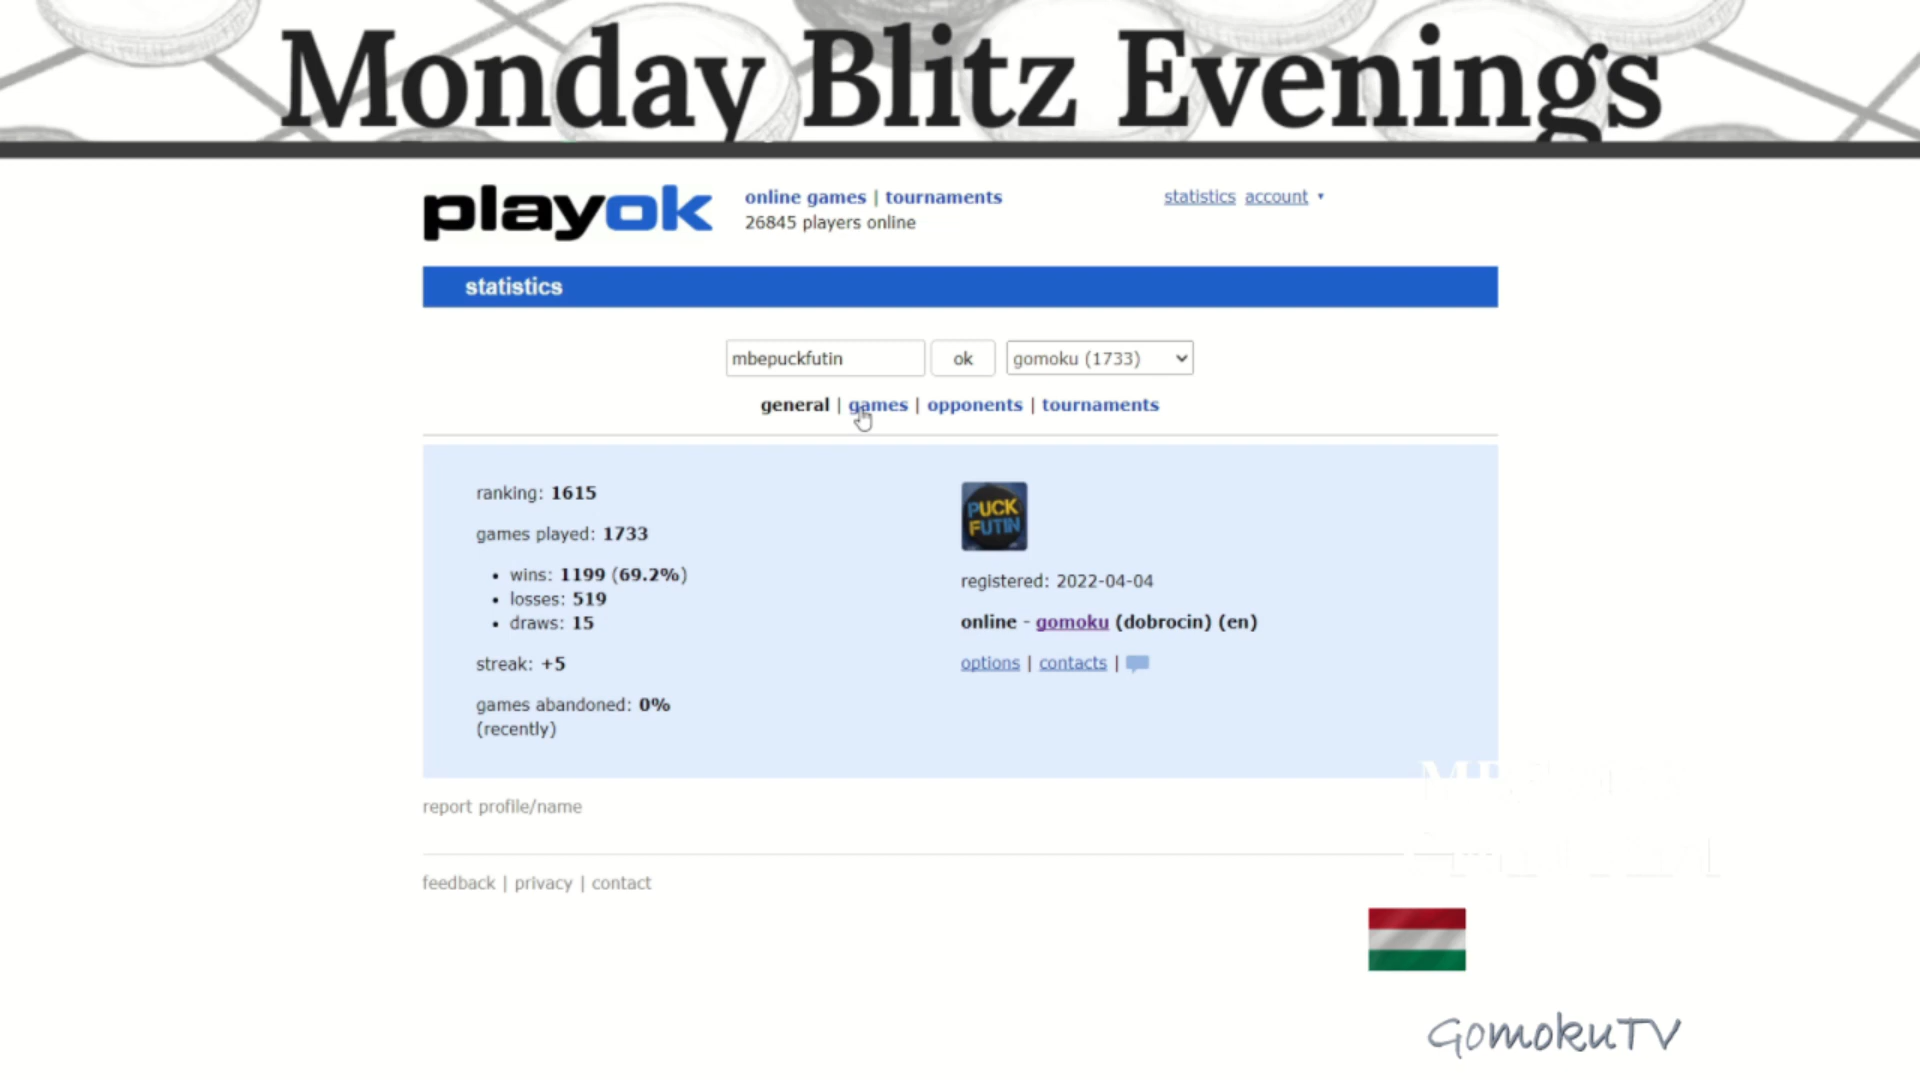 Monday Blitz Evenings
playok
online games | tournaments
26845 players online
statistics account
statistics
mbepuckfutin
ok
gomoku (1733)
general | games | opponents | tournaments
ranking: 1615
games played: 1733
• wins: 1199 (69.2%)
• losses: 519
• draws: 15
streak: +5
games abandoned: 0%
(recently)
PUCK
FUTIN
registered: 2022-04-04
online - gomoku (dobrocin) (en)
options | contacts |
report profile/name
feedback | privacy | contact
GomokuTV